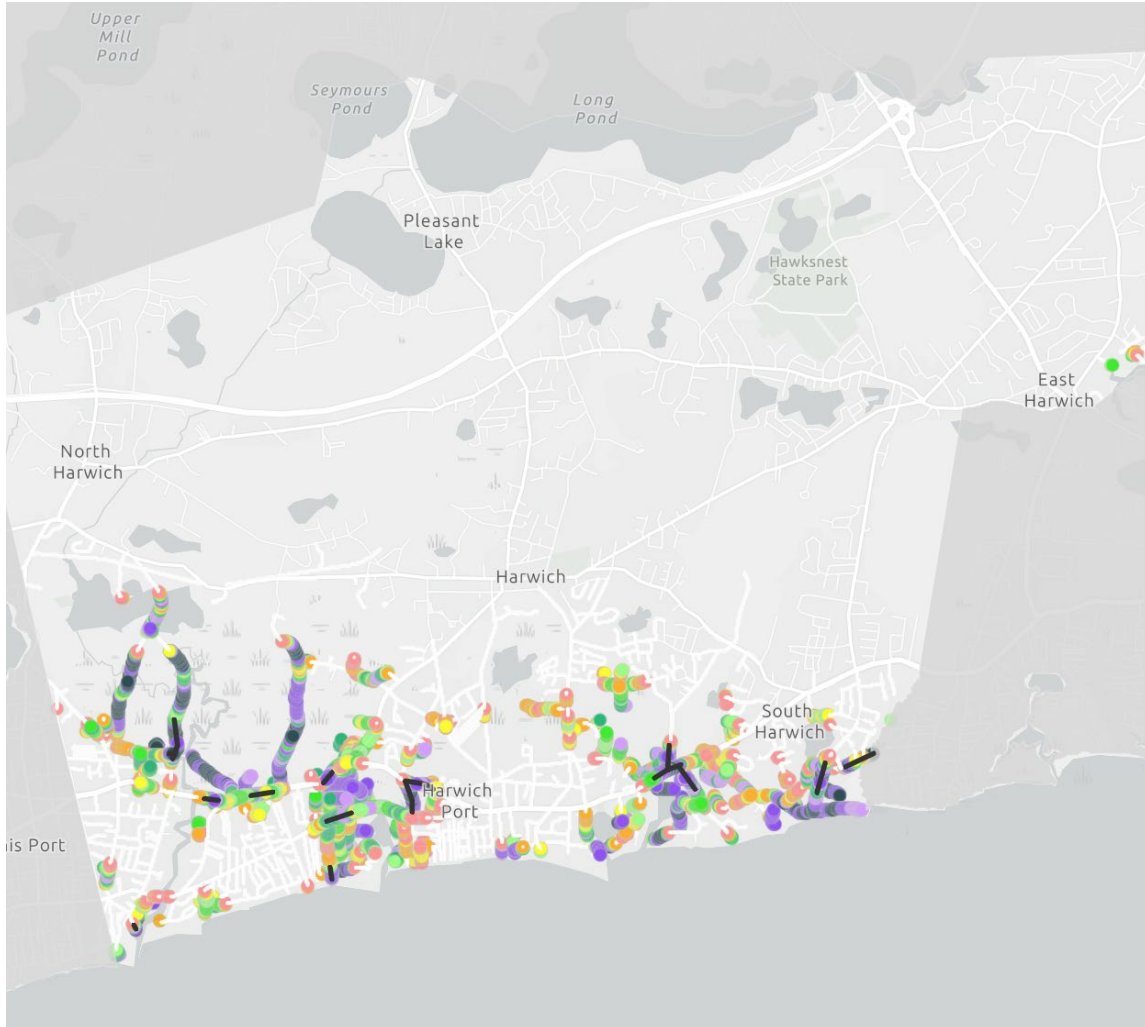 Upper
Mill
Pond
Seymours
Pond
Long
Pond
Pleasant
Lake
Hawksnest
State Park
East
Harwich
North
Harwich
Harwich
South
Harwich
Harwich
Port
is Port